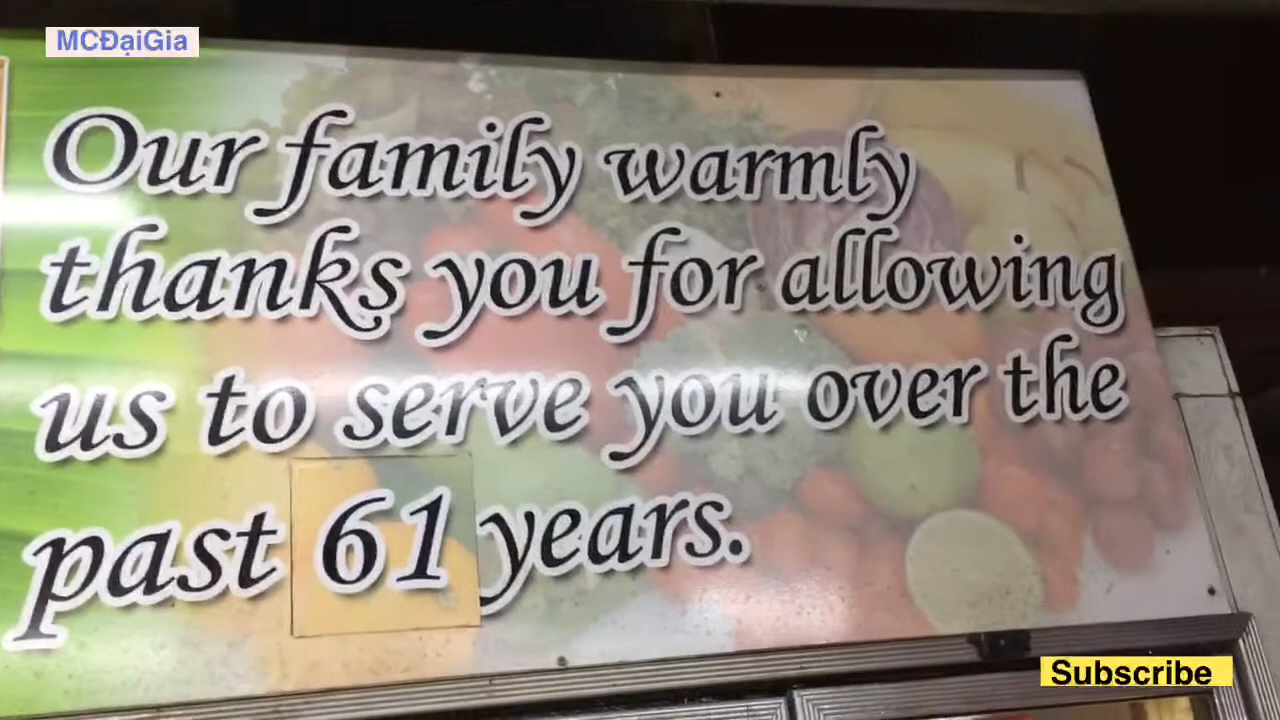 MCĐạiGia
Our family warmly
thanks you for allowing
us to serve you over the
past 61 years.
Subscribe